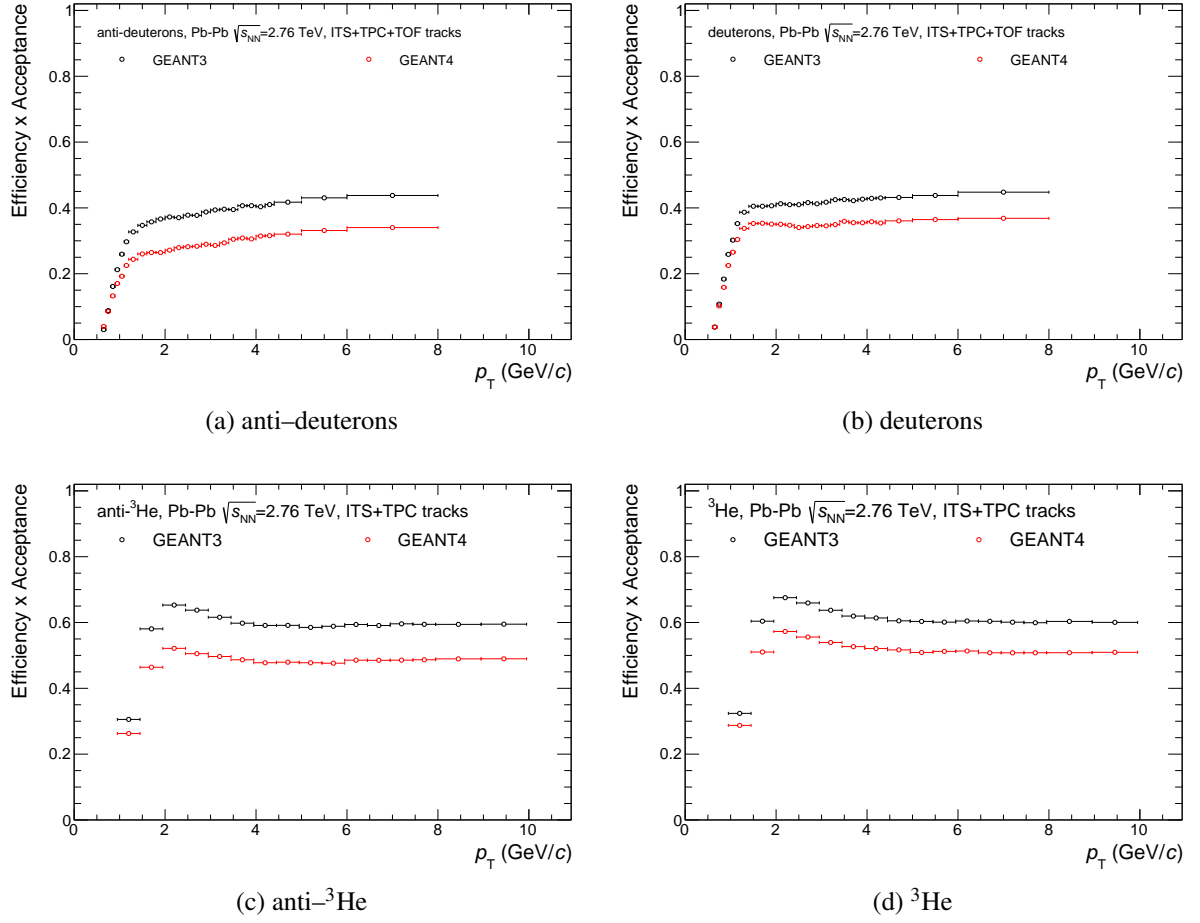 anti-deuterons, Pb-Pb √sNN=2.76 TeV, ITS+TPC+TOF tracks
GEANT3 GEANT4
Efficiency x Acceptance
1
0.8
0.6
0.4
0.2
0
0 2 4 6 8 10
pT (GeV/c)
(a) anti–deuterons
deuterons, Pb-Pb √sNN=2.76 TeV, ITS+TPC+TOF tracks
GEANT3 GEANT4
Efficiency x Acceptance
1
0.8
0.6
0.4
0.2
0
0 2 4 6 8 10
pT (GeV/c)
(b) deuterons
anti-³He, Pb-Pb √sNN=2.76 TeV, ITS+TPC tracks
GEANT3 GEANT4
Efficiency x Acceptance
1
0.8
0.6
0.4
0.2
0
0 2 4 6 8 10
pT (GeV/c)
(c) anti–³He
³He, Pb-Pb √sNN=2.76 TeV, ITS+TPC tracks
GEANT3 GEANT4
Efficiency x Acceptance
1
0.8
0.6
0.4
0.2
0
0 2 4 6 8 10
pT (GeV/c)
(d) ³He